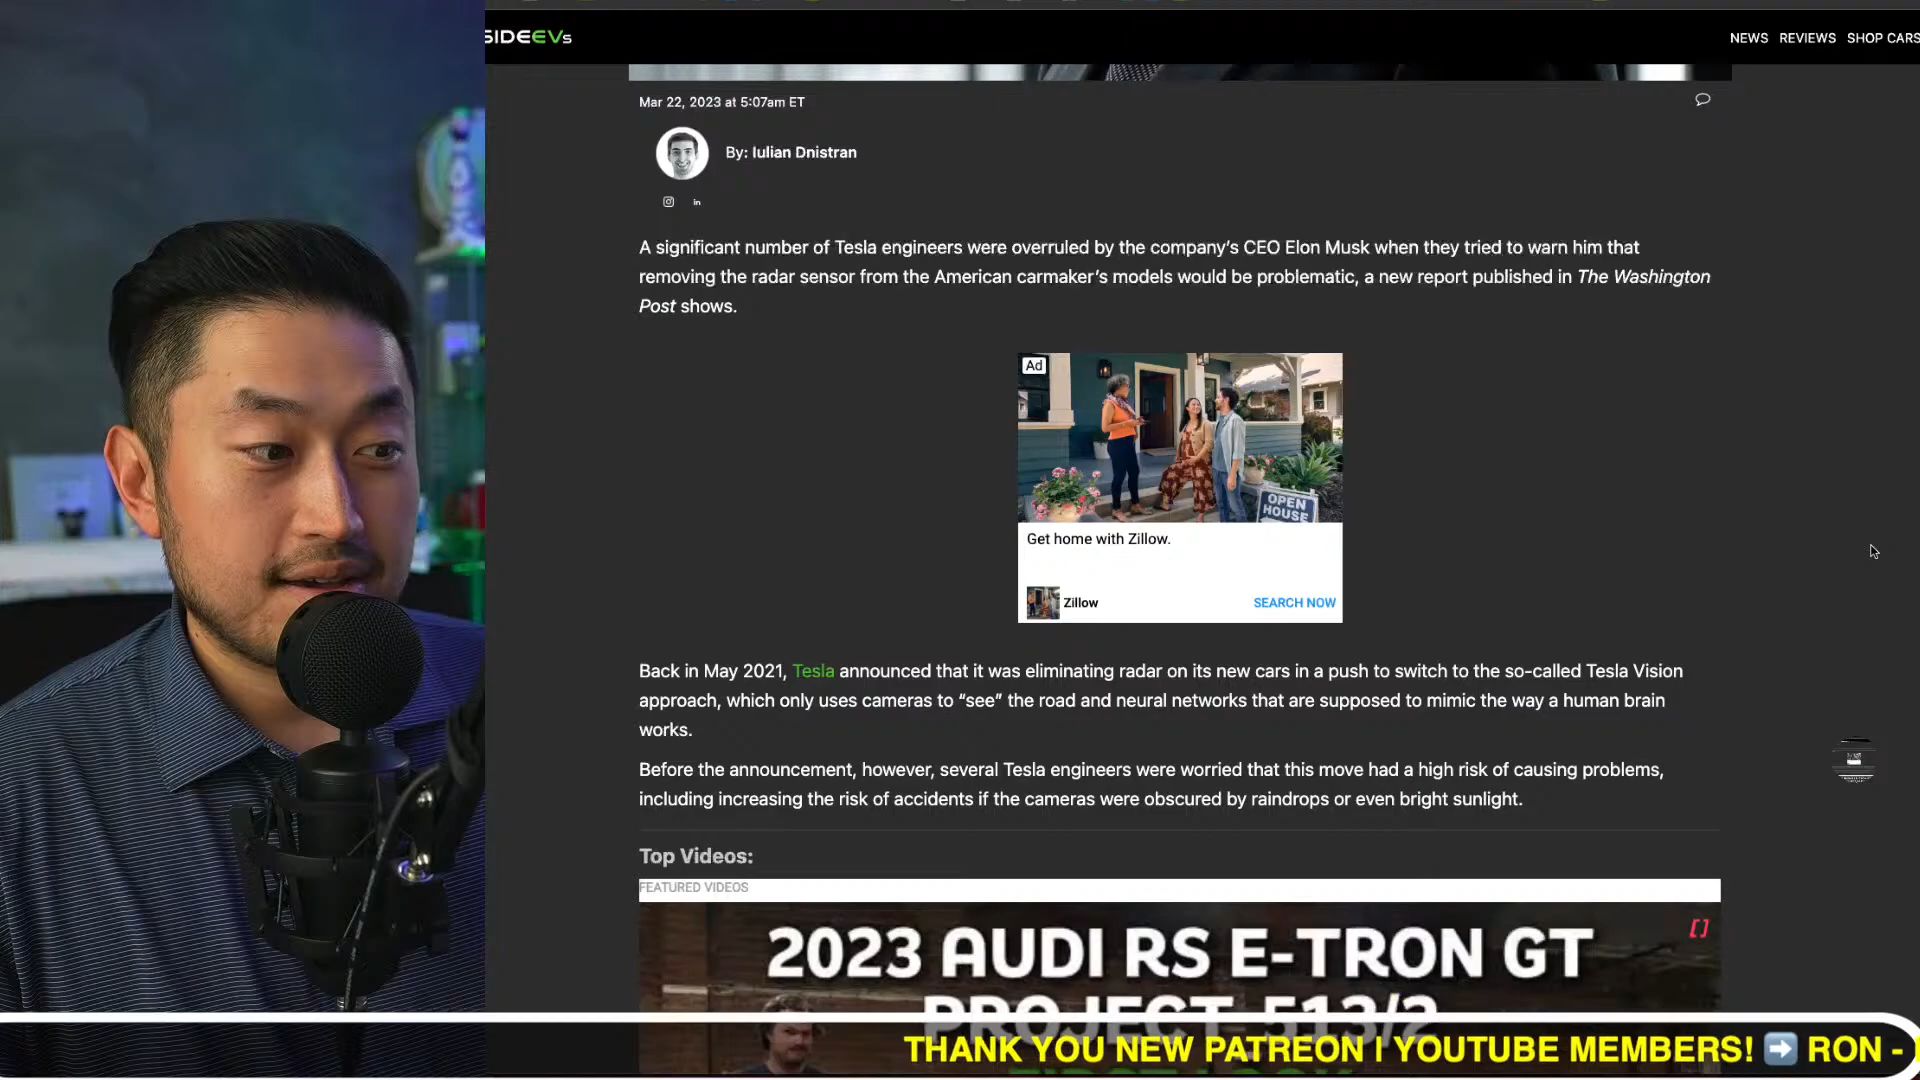 SIDEEVs
NEWS REVIEWS SHOP CARS
Mar 22, 2023 at 5:07am ET
By: Iulian Dnistran
in
A significant number of Tesla engineers were overruled by the company's CEO Elon Musk when they tried to warn him that
removing the radar sensor from the American carmaker's models would be problematic, a new report published in The Washington
Post shows.
Ad
OPEN
HOUSE
Get home with Zillow.
Zillow SEARCH NOW
Back in May 2021, Tesla announced that it was eliminating radar on its new cars in a push to switch to the so-called Tesla Vision
approach, which only uses cameras to “see” the road and neural networks that are supposed to mimic the way a human brain
works.
Before the announcement, however, several Tesla engineers were worried that this move had a high risk of causing problems,
including increasing the risk of accidents if the cameras were obscured by raindrops or even bright sunlight.
Top Videos:
FEATURED VIDEOS
2023 AUDI RS E-TRON GT
PROJECT 513/2
THANK YOU NEW PATREON | YOUTUBE MEMBERS! ➡️ RON -